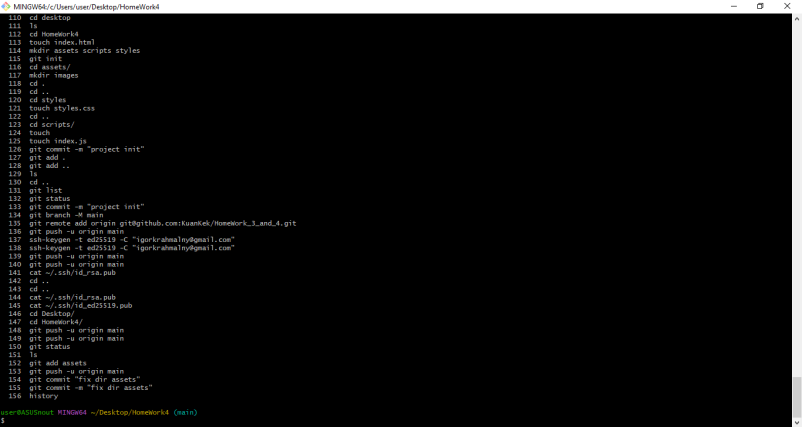 MINGW64:/c/Users/user/Desktop/HomeWork4
110 cd desktop
111 ls
112 cd HomeWork4
113 touch index.html
114 mkdir assets scripts styles
115 git init
116 cd assets/
117 mkdir images
118 cd .
119 cd ..
120 cd styles
121 touch styles.css
122 cd ..
123 cd scripts/
124 touch
125 touch index.js
126 git commit -m "project init"
127 git add .
128 git add ..
129 ls
130 cd ..
131 git list
132 git status
133 git commit -m "project init"
134 git branch -M main
135 git remote add origin git@github.com:KuanKek/HomeWork_3_and_4.git
136 git push -u origin main
137 ssh-keygen -t ed25519 -C "igorkrahmalny@gmail.com"
138 ssh-keygen -t ed25519 -C "igorkrahmalny@gmail.com"
139 git push -u origin main
140 git push -u origin main
141 cat ~/.ssh/id_rsa.pub
142 cd ..
143 cd ..
144 cat ~/.ssh/id_rsa.pub
145 cat ~/.ssh/id_ed25519.pub
146 cd Desktop/
147 cd HomeWork4/
148 git push -u origin main
149 git push -u origin main
150 git status
151 ls
152 git add assets
153 git push -u origin main
154 git commit "fix dir assets"
155 git commit -m "fix dir assets"
156 history
user@ASUSnout MINGW64 ~/Desktop/HomeWork4 (main)
$